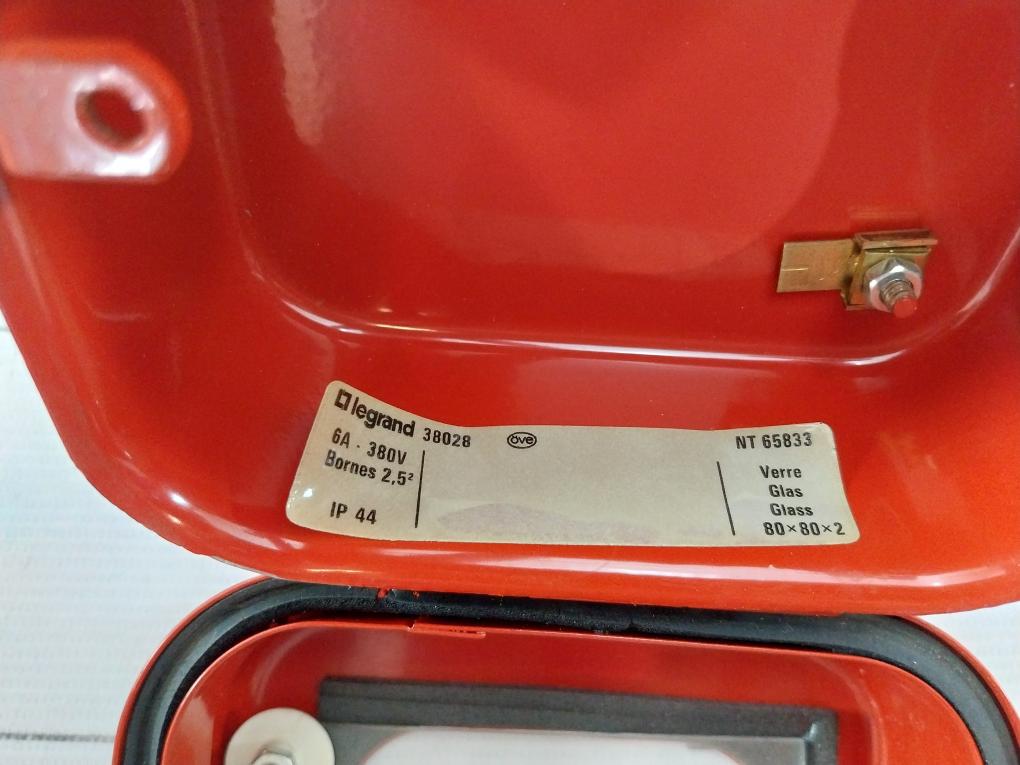 legrand 38028 öve NT 65833
6A - 380V
Bornes 2,5²
IP 44
Verre
Glas
Glass
80×80×2